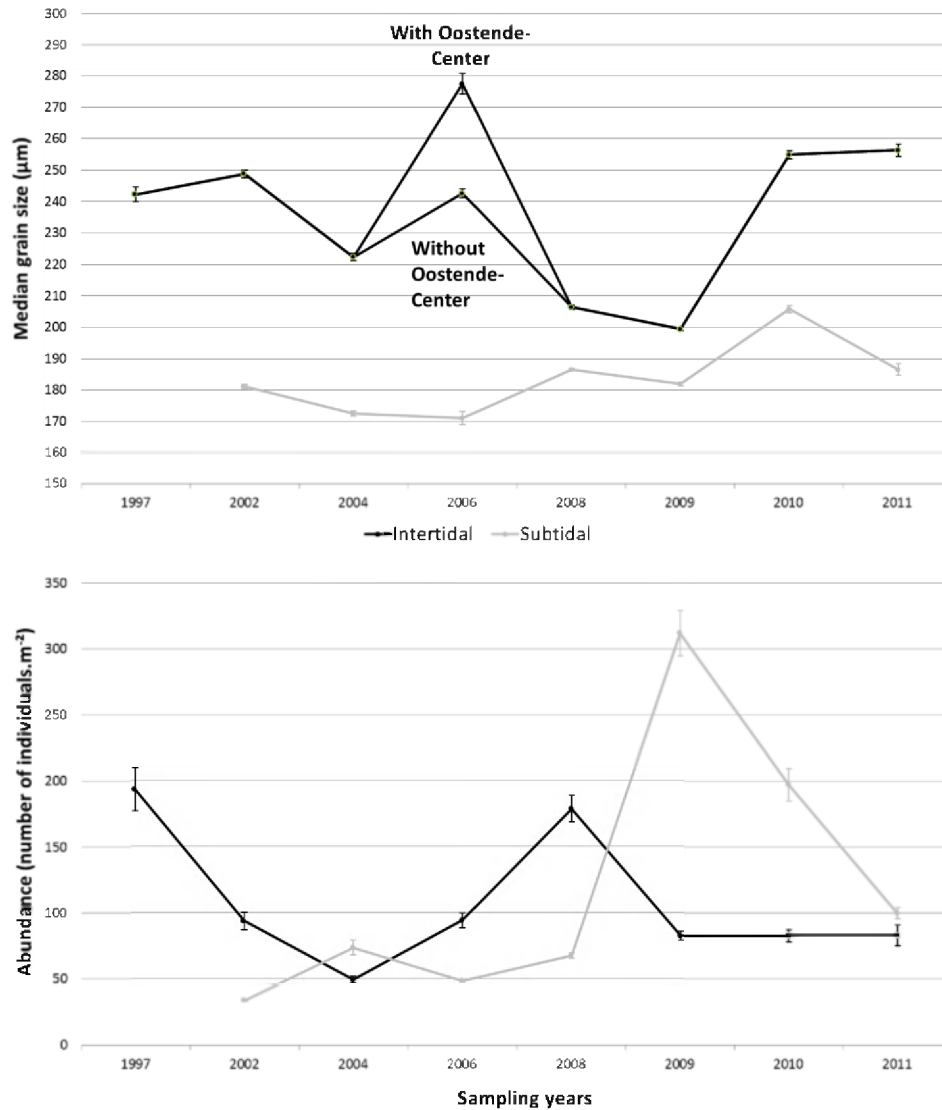 300
290
280
270
260
250
240
230
220
210
200
190
180
170
160
150
Median grain size (µm)
With Oostende-
Center
Without
Oostende-
Center
1997 2002 2004 2006 2008 2009 2010 2011
Intertidal Subtidal
350
300
250
200
150
100
50
0
Abundance (number of individuals.m⁻²)
1997 2002 2004 2006 2008 2009 2010 2011
Sampling years